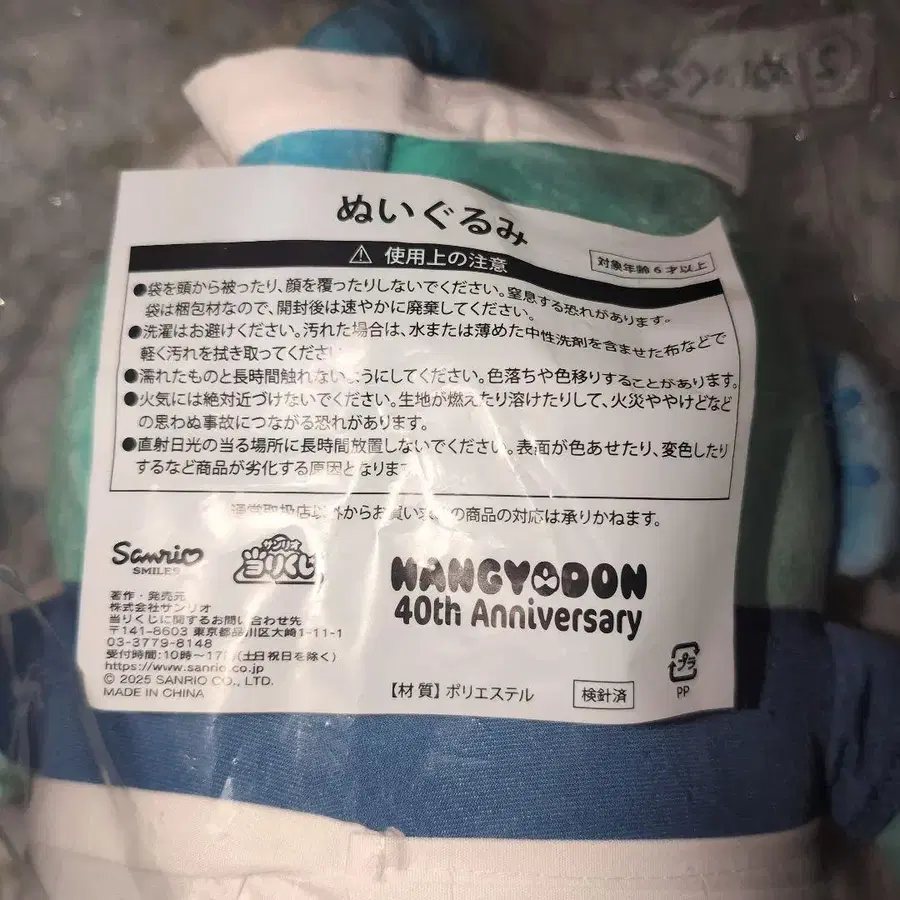 ぬいぐるみ
⚠ 使用上の注意
対象年齢6才以上
●袋を頭から被ったり、顔を覆ったりしないでください。窒息する恐れがあります。
袋は梱包材なので、開封後は速やかに廃棄してください。
●洗濯はお避けください。汚れた場合は、水または薄めた中性洗剤を含ませた布などで
軽く汚れを拭き取ってくださ
●濡れたものと長時間触れないようにしてください。色落ちや色移りすることがあります。
●火気には絶対近づけないでください。生地が燃えたり溶けたりして、火災ややけどなど
の思わぬ事故につながる恐れがあります。
●直射日光の当る場所に長時間放置しないでください。表面が色あせたり、変色したり
するなど商品が劣化する原因となります
通常取扱店以外からお買い求めの商品の対応は承りかねます。
Sanrio
SMILES
サンリオ
当りくじ
HANGYODON
40th Anniversary
著作・発売元
株式会社サンリオ
当りくじに関するお問い合わせ先
〒141-8603 東京都品川区大崎1-11-1
03-3779-8148
受付時間:10時〜17時(土日祝日を除く)
https://www.sanrio.co.jp
© 2025 SANRIO CO., LTD.
MADE IN CHINA
【材質】ポリエステル
検針済
プラ
PP